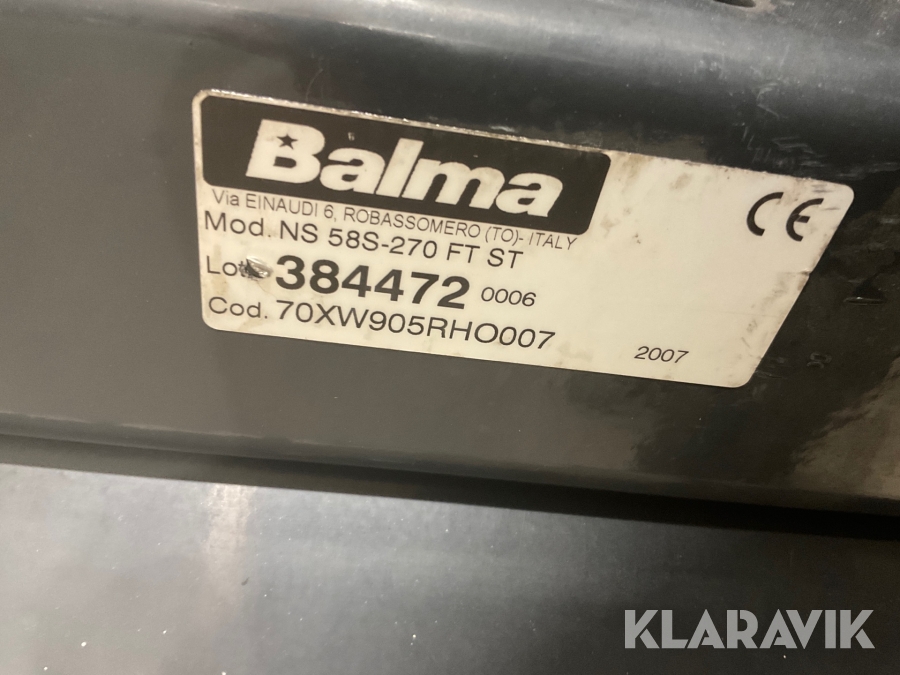 Balma
Via EINAUDI 6, ROBASSOMERO (TO)- ITALY
Mod. NS 58S-270 FT ST
Lot. 384472 0006
Cod. 70XW905RHO007
2007
CE
KLARAVIK